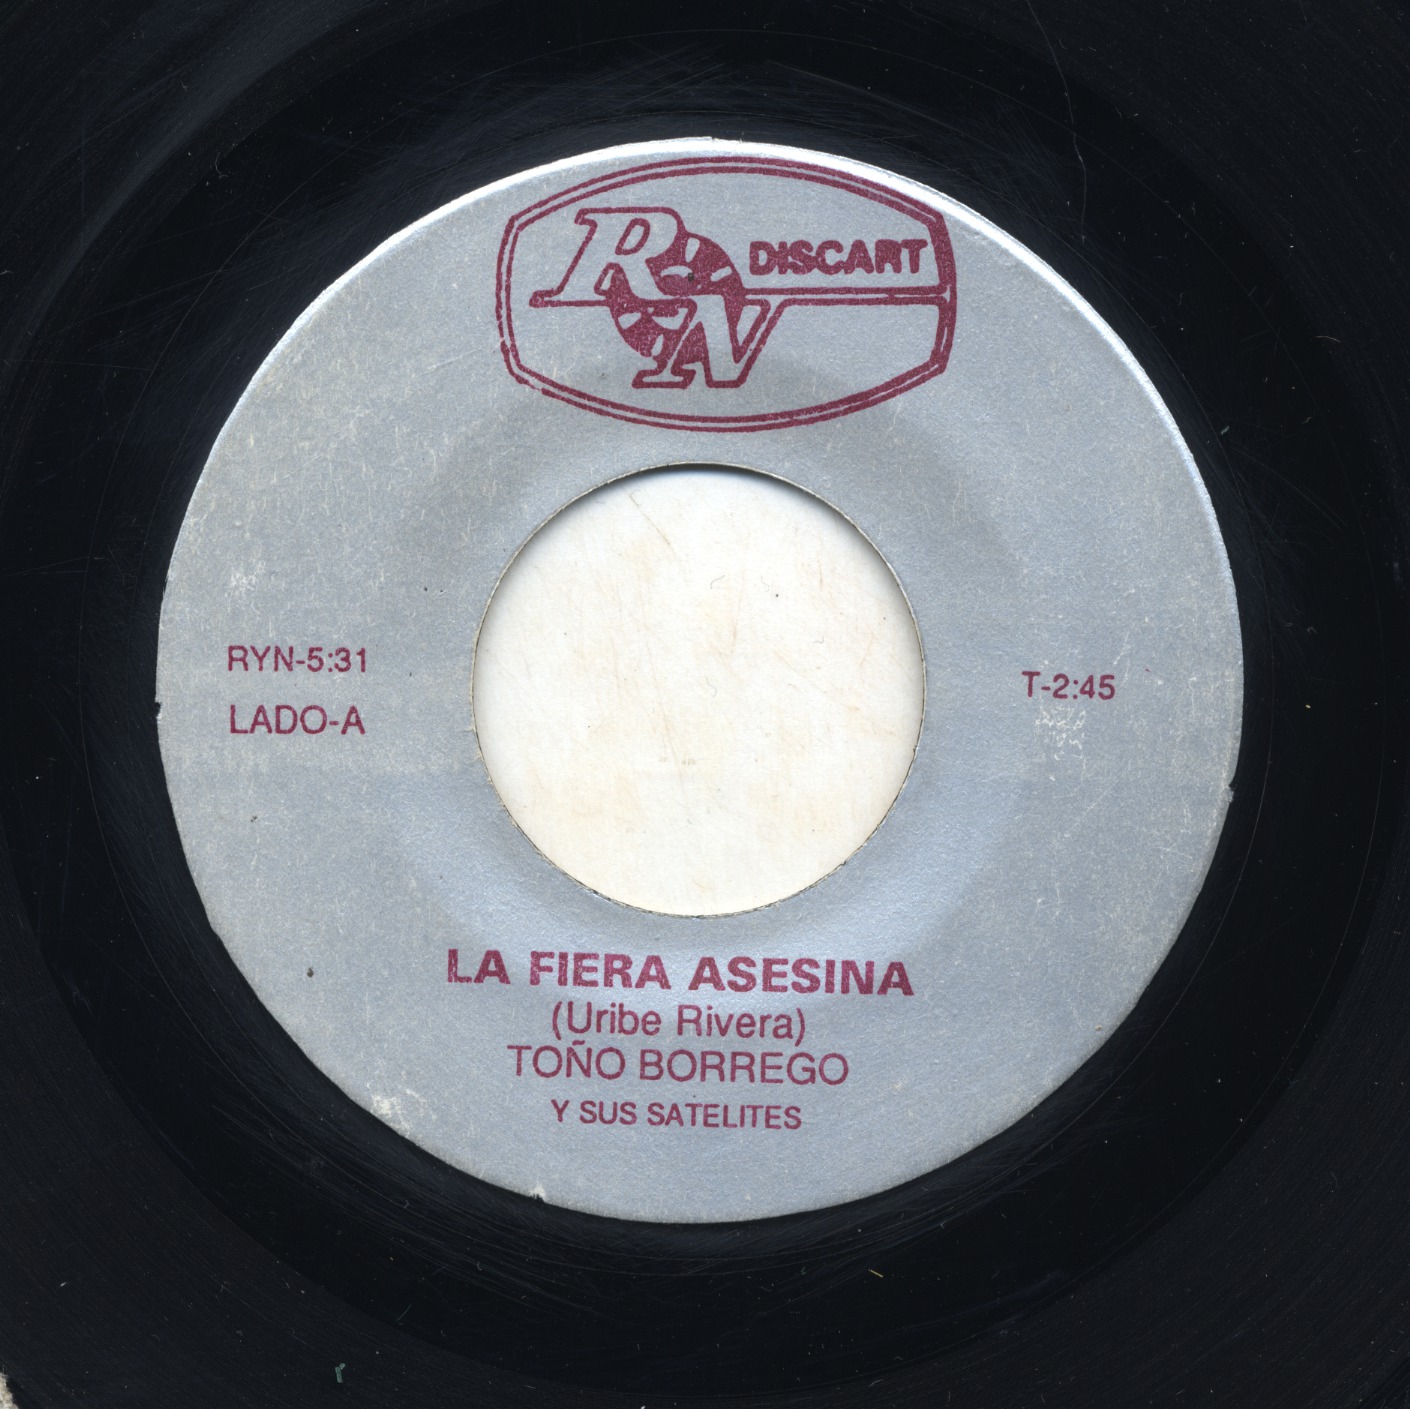 RN DISCART
RYN-5:31
LADO-A
T-2:45
LA FIERA ASESINA
(Uribe Rivera)
TOÑO BORREGO
Y SUS SATELITES